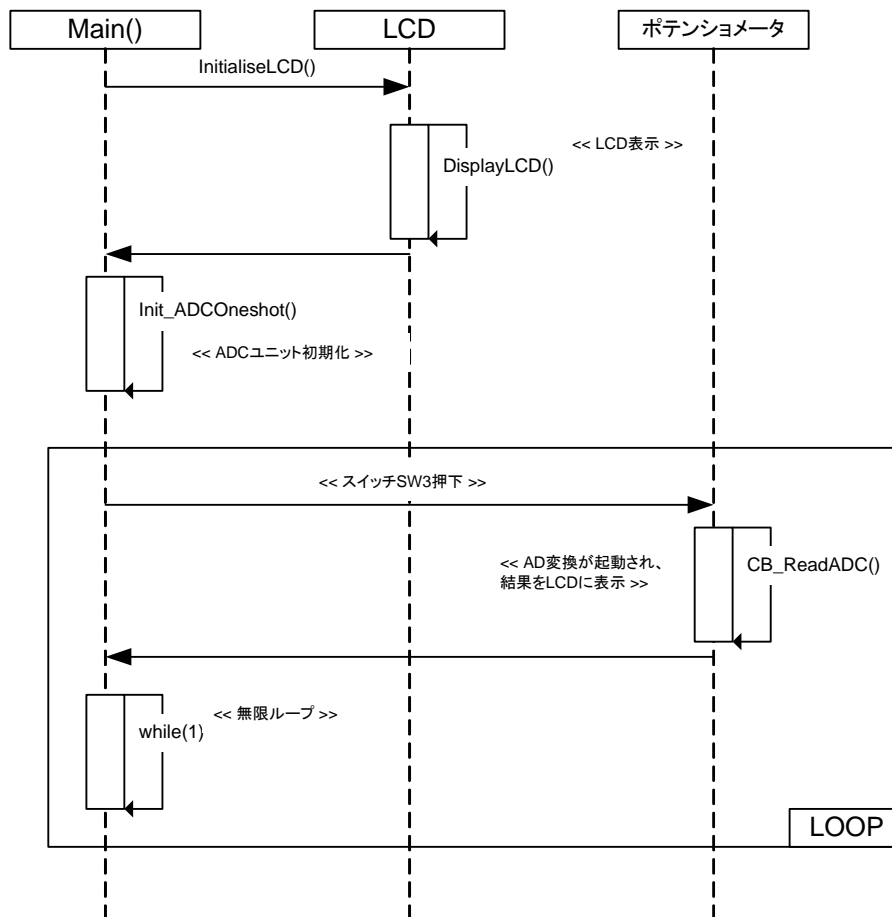 Main()
LCD
ポテンショメータ
InitialiseLCD()
<< LCD表示 >>
DisplayLCD()
Init_ADCOneshot()
<< ADCユニット初期化 >>
<< スイッチSW3押下 >>
<< AD変換が起動され、
結果をLCDに表示 >>
CB_ReadADC()
<< 無限ループ >>
while(1)
LOOP